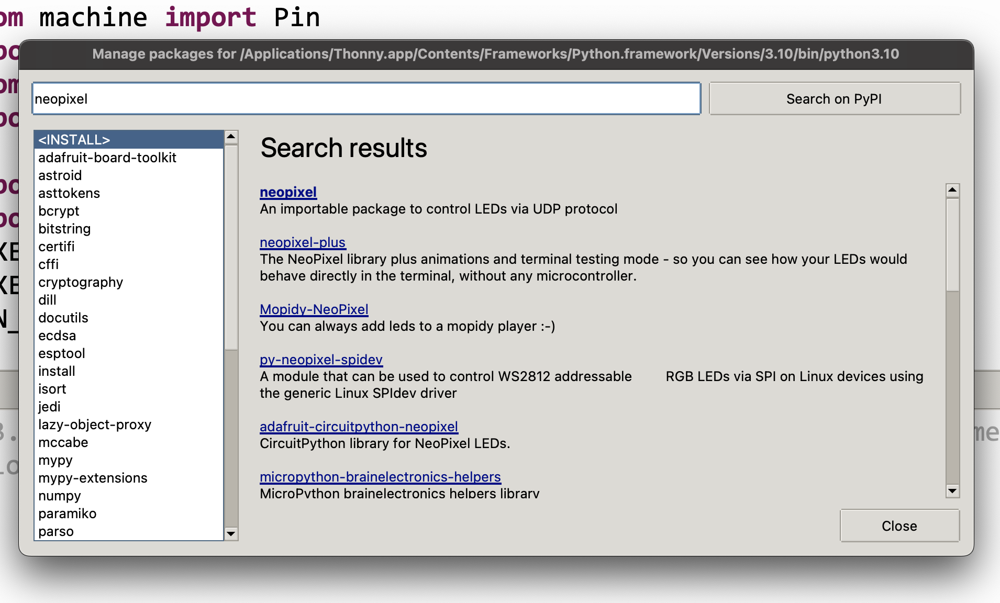 om machine import Pin
Manage packages for /Applications/Thonny.app/Contents/Frameworks/Python.framework/Versions/3.10/bin/python3.10
neopixel
Search on PyPI
<INSTALL>
adafruit-board-toolkit
astroid
asttokens
bcrypt
bitstring
certifi
cffi
cryptography
dill
docutils
ecdsa
esptool
install
isort
jedi
lazy-object-proxy
mccabe
mypy
mypy-extensions
numpy
paramiko
parso
Search results
neopixel
An importable package to control LEDs via UDP protocol
neopixel-plus
The NeoPixel library plus animations and terminal testing mode - so you can see how your LEDs would
behave directly in the terminal, without any microcontroller.
Mopidy-NeoPixel
You can always add leds to a mopidy player :-)
py-neopixel-spidev
A module that can be used to control WS2812 addressable RGB LEDs via SPI on Linux devices using
the generic Linux SPIdev driver
adafruit-circuitpython-neopixel
CircuitPython library for NeoPixel LEDs.
micropython-brainelectronics-helpers
MicroPython brainelectronics helpers library
Close